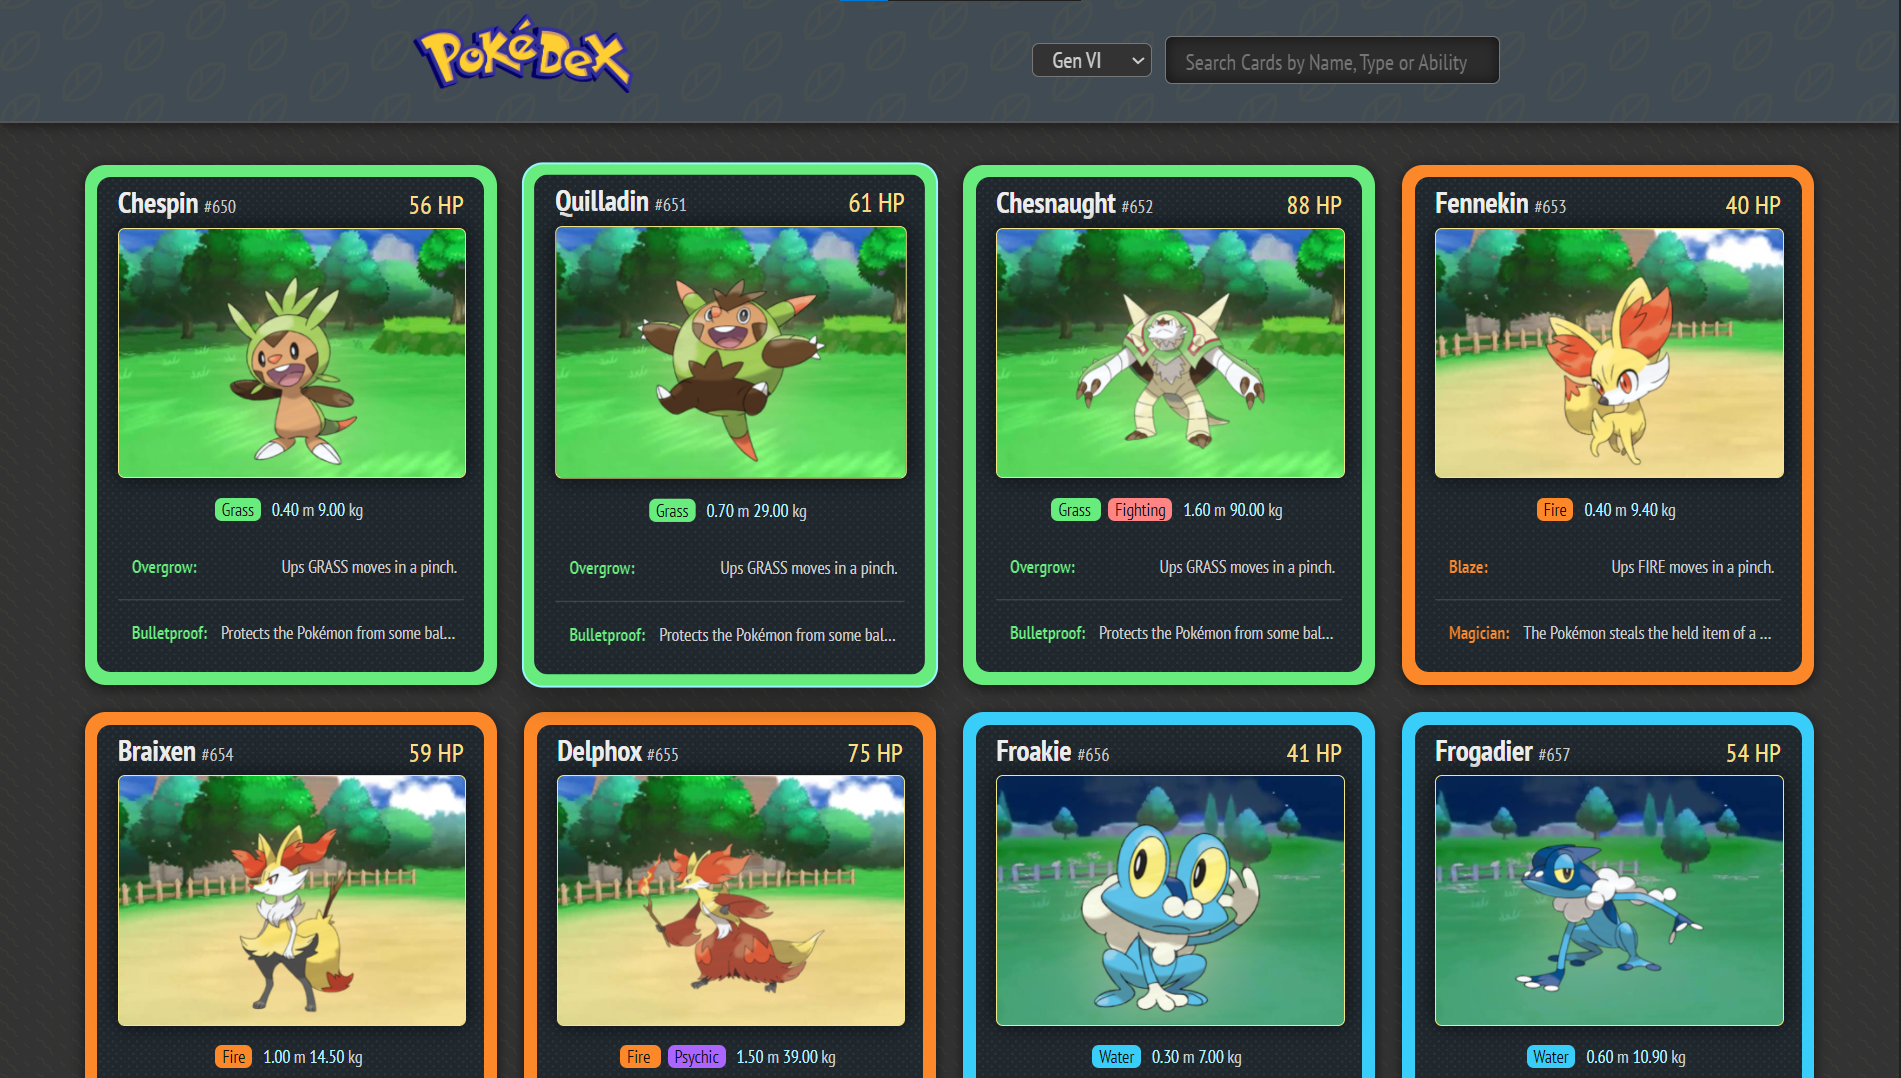 PokéDex
Gen VI
Search Cards by Name, Type or Ability
Chespin #650 56 HP
Grass 0.40 m 9.00 kg
Overgrow: Ups GRASS moves in a pinch.
Bulletproof: Protects the Pokémon from some bal...
Quilladin #651 61 HP
Grass 0.70 m 29.00 kg
Overgrow: Ups GRASS moves in a pinch.
Bulletproof: Protects the Pokémon from some bal...
Chesnaught #652 88 HP
Grass Fighting 1.60 m 90.00 kg
Overgrow: Ups GRASS moves in a pinch.
Bulletproof: Protects the Pokémon from some bal...
Fennekin #653 40 HP
Fire 0.40 m 9.40 kg
Blaze: Ups FIRE moves in a pinch.
Magician: The Pokémon steals the held item of a ...
Braixen #654 59 HP
Fire 1.00 m 14.50 kg
Delphox #655 75 HP
Fire Psychic 1.50 m 39.00 kg
Froakie #656 41 HP
Water 0.30 m 7.00 kg
Frogadier #657 54 HP
Water 0.60 m 10.90 kg